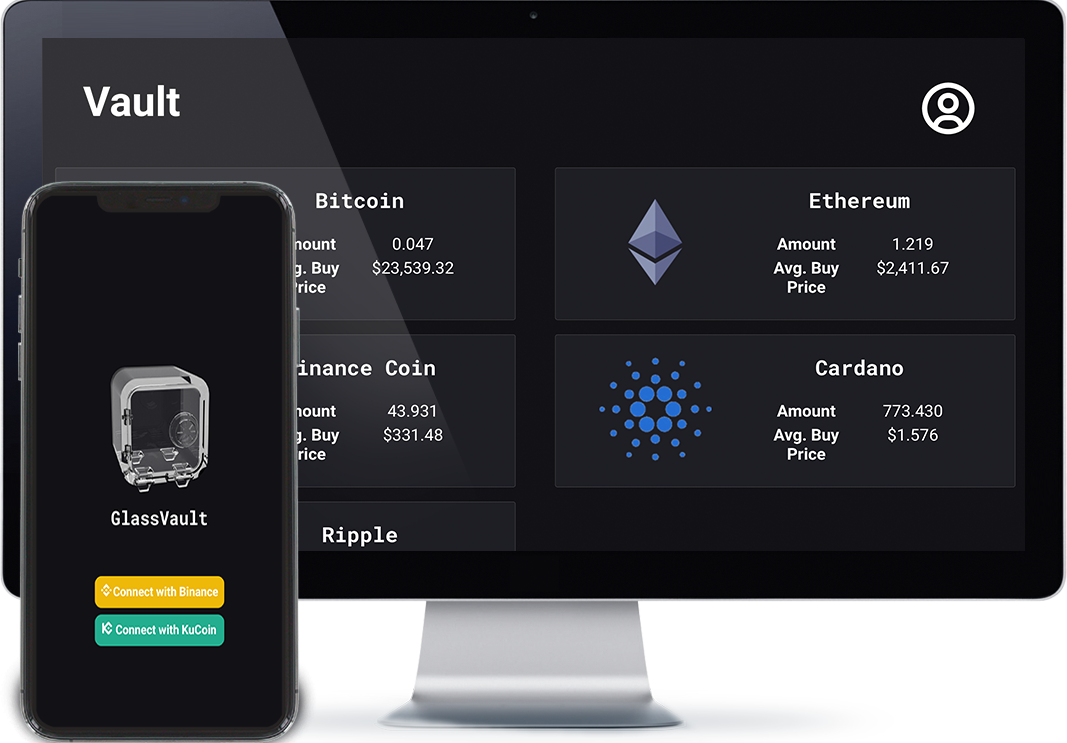 Vault
Bitcoin
mount 0.047
g. Buy $23,539.32
rice
Ethereum
Amount 1.219
Avg. Buy $2,411.67
Price
inance Coin
mount 43.931
g. Buy $331.48
rice
Cardano
Amount 773.430
Avg. Buy $1.576
Price
Ripple
GlassVault
Connect with Binance
Connect with KuCoin